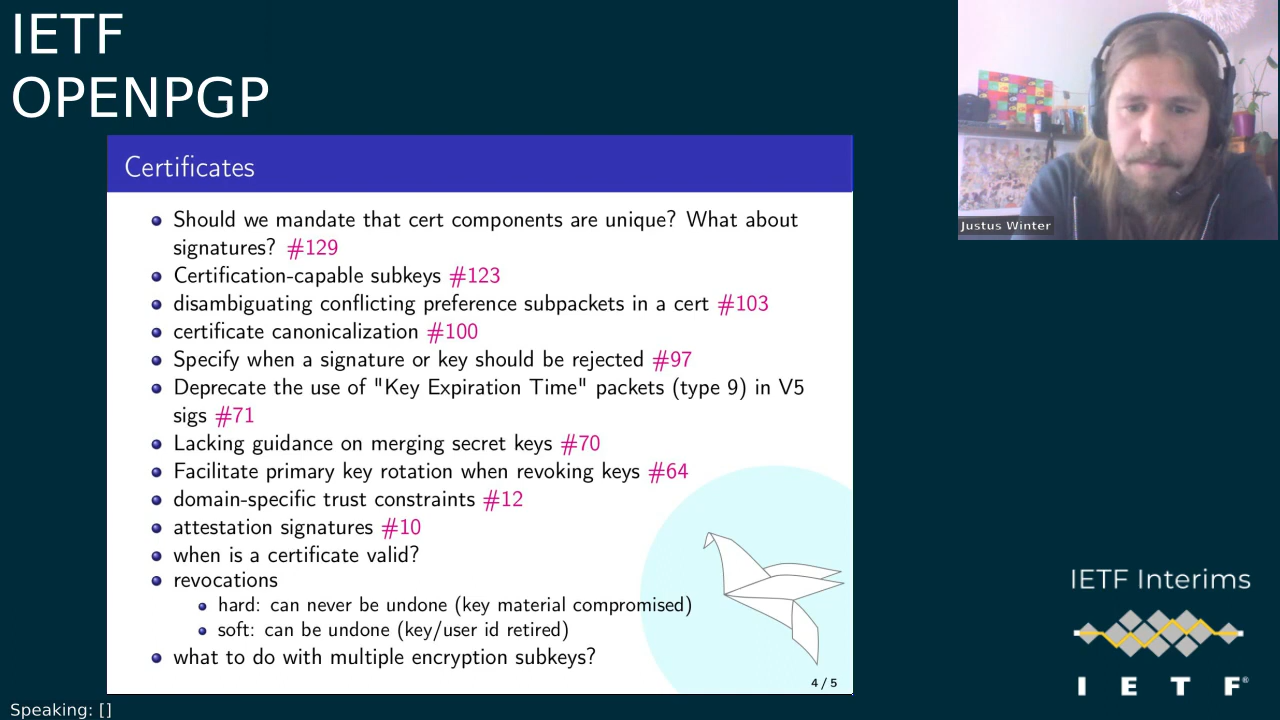 IETF
OPENPGP
Certificates
Should we mandate that cert components are unique? What about
signatures? #129
Certification-capable subkeys #123
disambiguating conflicting preference subpackets in a cert #103
certificate canonicalization #100
Specify when a signature or key should be rejected #97
Deprecate the use of "Key Expiration Time" packets (type 9) in V5
sigs #71
Lacking guidance on merging secret keys #70
Facilitate primary key rotation when revoking keys #64
domain-specific trust constraints #12
attestation signatures #10
when is a certificate valid?
revocations
hard: can never be undone (key material compromised)
soft: can be undone (key/user id retired)
what to do with multiple encryption subkeys?
4 / 5
Justus Winter
IETF Interims
I E T F®
Speaking: []